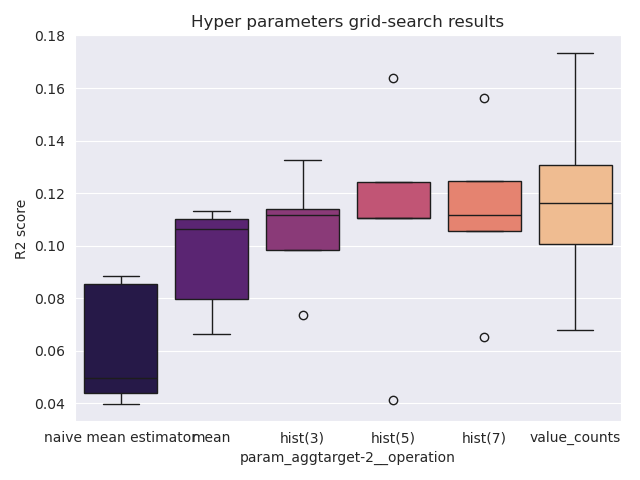 Hyper parameters grid-search results
R2 score
0.18
0.16
0.14
0.12
0.10
0.08
0.06
0.04
naive mean estimator mean hist(3) hist(5) hist(7) value_counts
param_aggtarget-2__operation